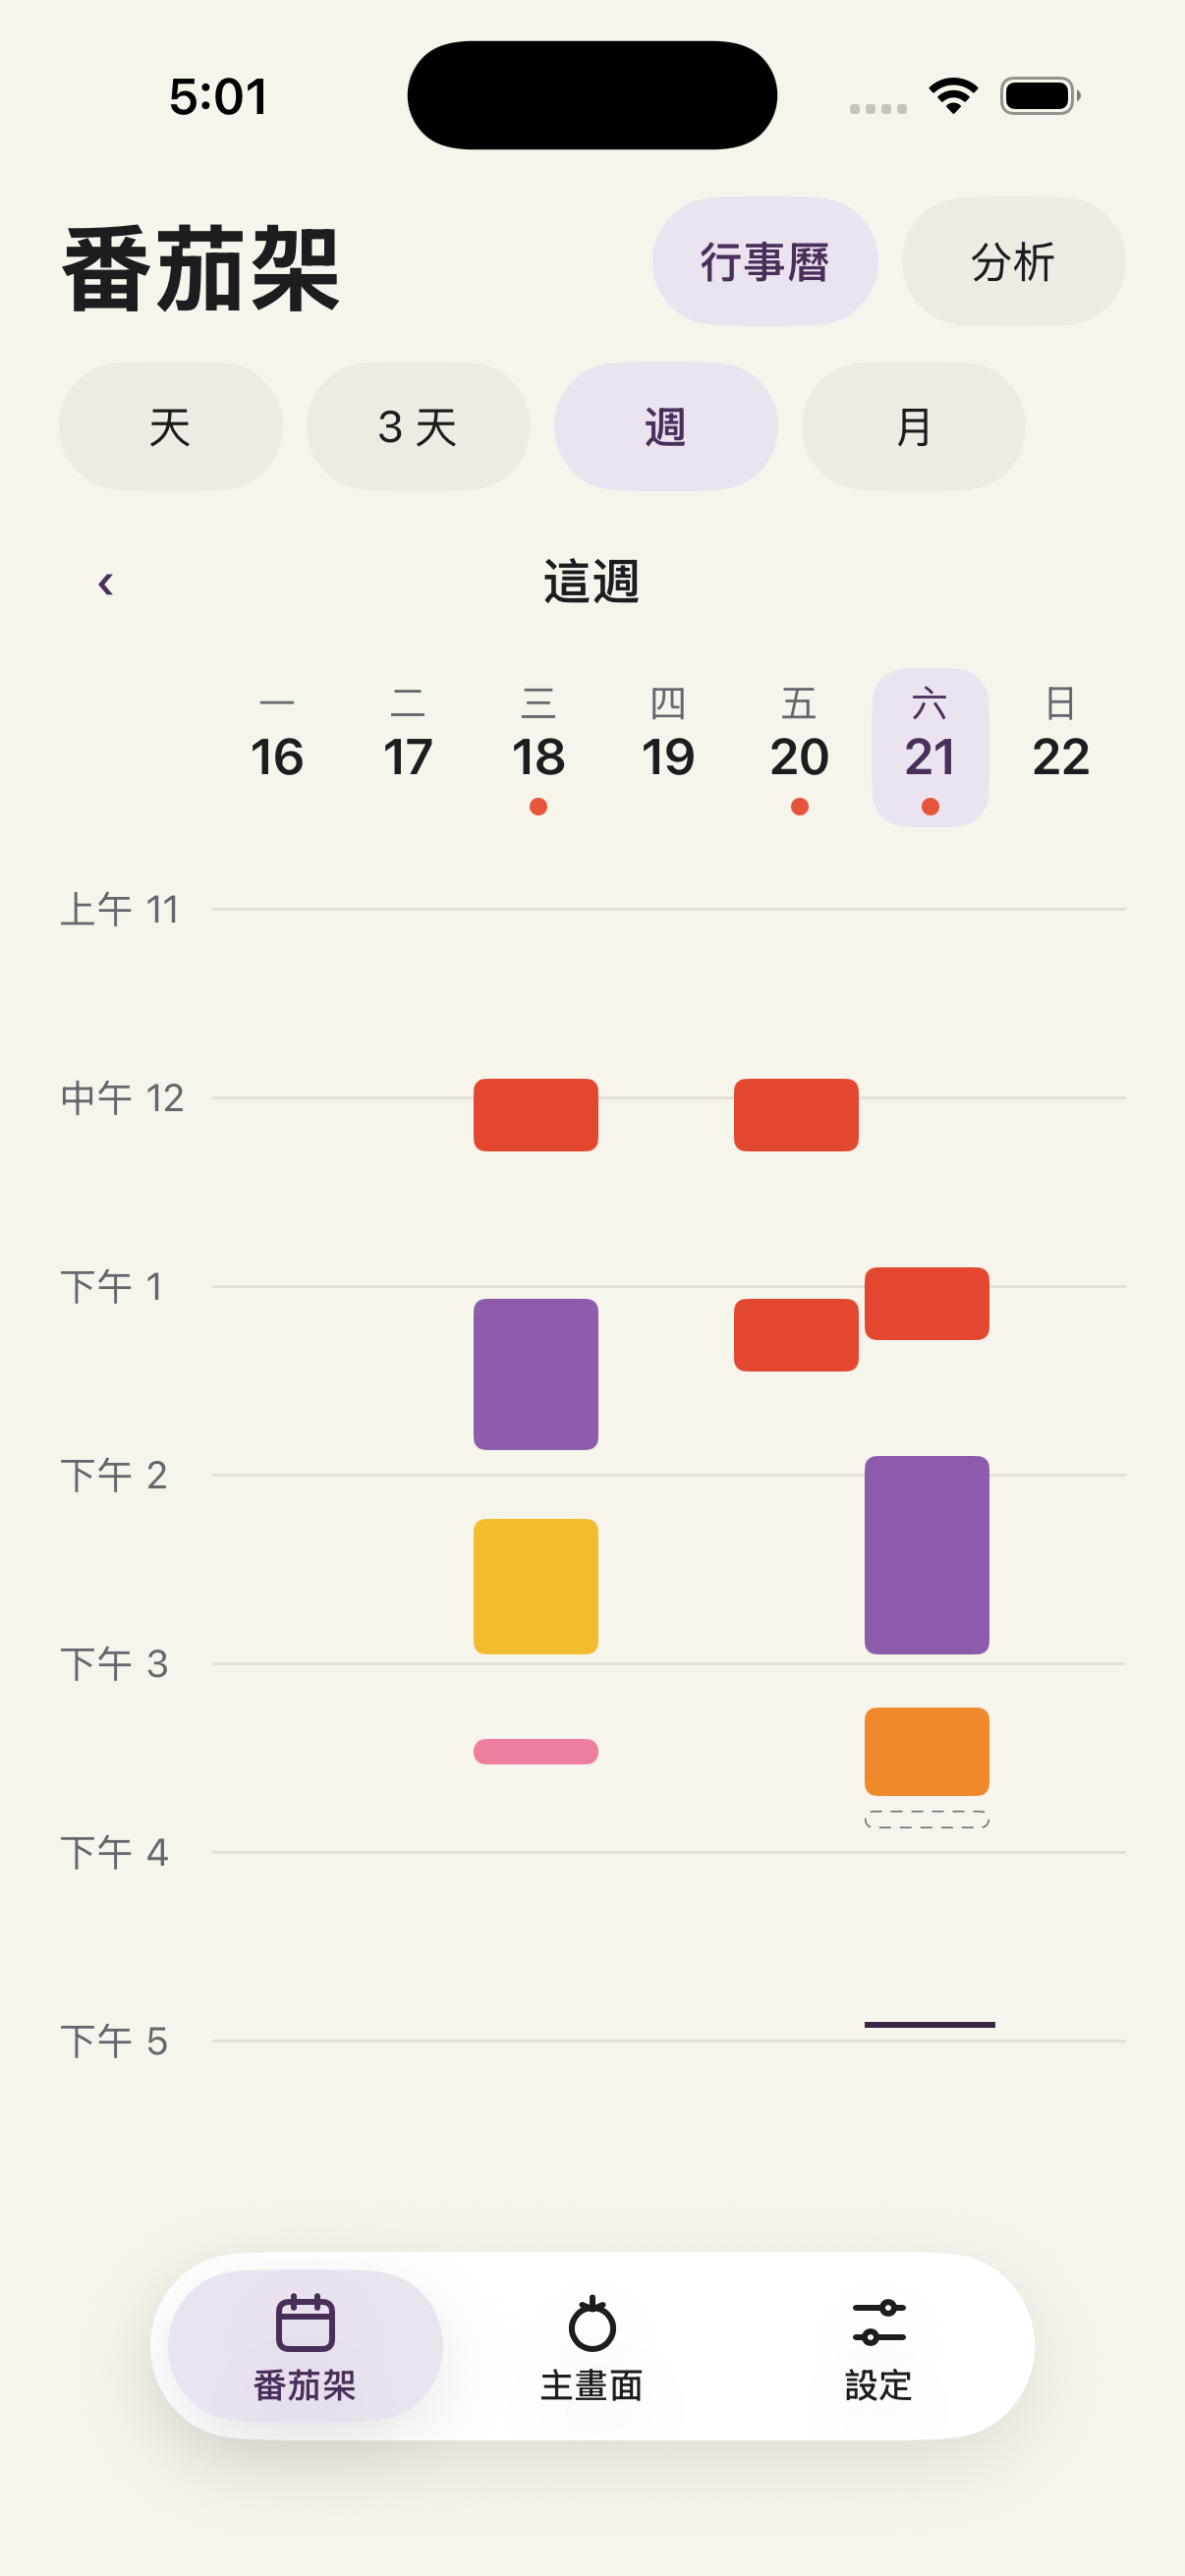 5:01
番茄架
行事曆
分析
天
3 天
週
月
‹
這週
一 二 三 四 五 六 日
16 17 18 19 20 21 22
上午 11
中午 12
下午 1
下午 2
下午 3
下午 4
下午 5
番茄架
主畫面
設定